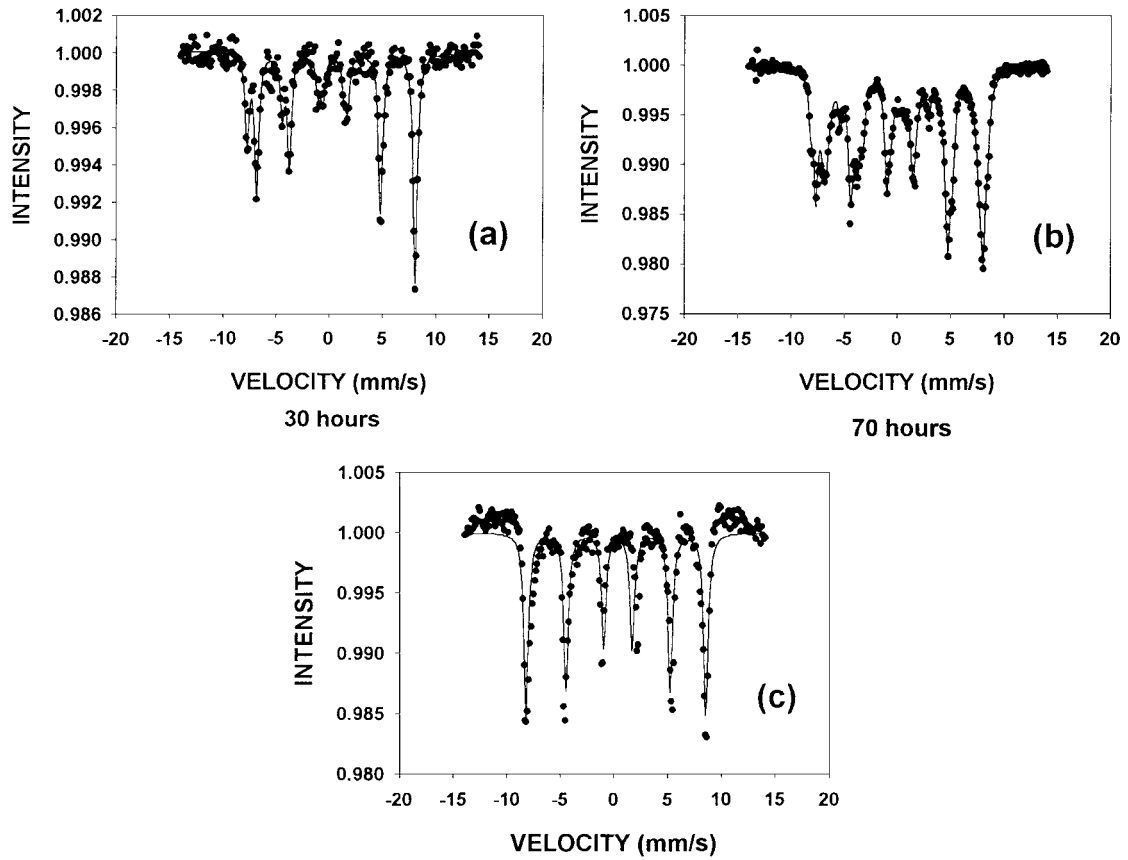 1.002
1.000
0.998
0.996
0.994
0.992
0.990
0.988
0.986
INTENSITY
(a)
-20 -15 -10 -5 0 5 10 15 20
VELOCITY (mm/s)
30 hours
1.005
1.000
0.995
0.990
0.985
0.980
0.975
INTENSITY
(b)
-20 -15 -10 -5 0 5 10 15 20
VELOCITY (mm/s)
70 hours
1.005
1.000
0.995
0.990
0.985
0.980
INTENSITY
(c)
-20 -15 -10 -5 0 5 10 15 20
VELOCITY (mm/s)